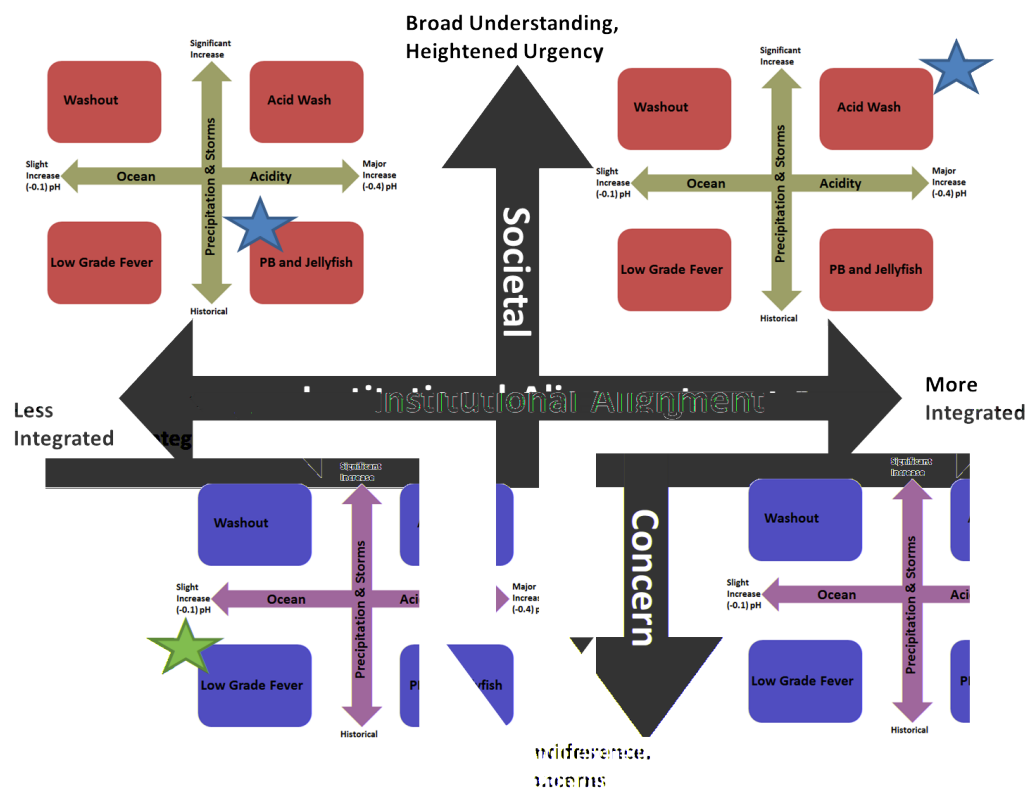 Broad Understanding,
Heightened Urgency
Significant
Increase
Washout
Acid Wash
Slight
Increase
(-0.1) pH
Ocean
Acidity
Major
Increase
(-0.4) pH
Precipitation & Storms
Low Grade Fever
PB and Jellyfish
Historical
Significant
Increase
Washout
Acid Wash
Slight
Increase
(-0.1) pH
Ocean
Acidity
Major
Increase
(-0.4) pH
Precipitation & Storms
Low Grade Fever
PB and Jellyfish
Historical
Societal
Institutional Alignment
Less
Integrated
More
Integrated
Significant
Increase
Washout
Slight
Increase
(-0.1) pH
Ocean
Major
(-0.4)
Precipitation & Storms
Low Grade Fever
Historical
Concern
Significant
Increase
Washout
Slight
Increase
(-0.1) pH
Ocean
Precipitation & Storms
Low Grade Fever
Historical